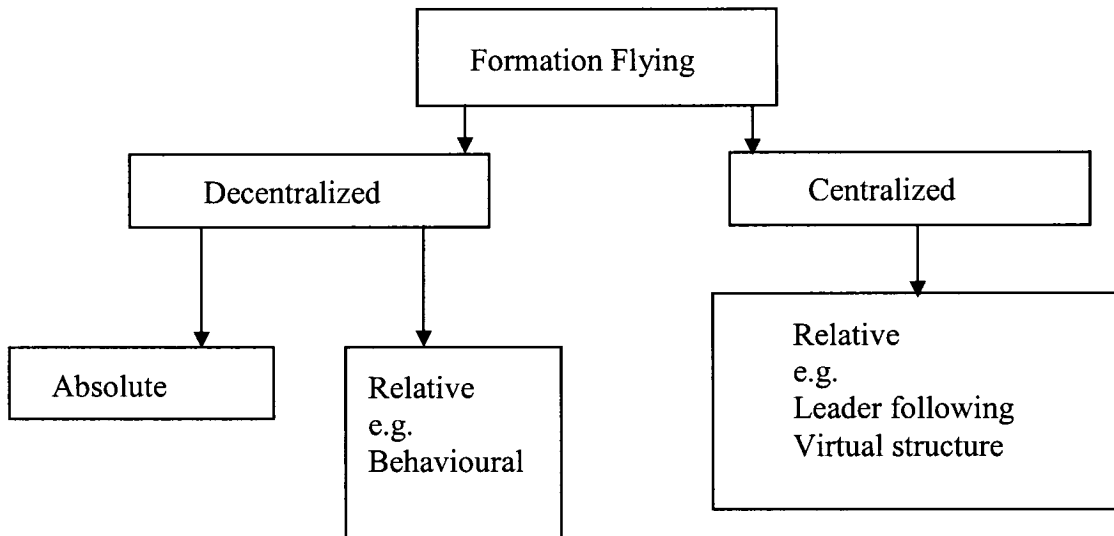 Formation Flying
Decentralized
Centralized
Absolute
Relative
e.g.
Behavioural
Relative
e.g.
Leader following
Virtual structure